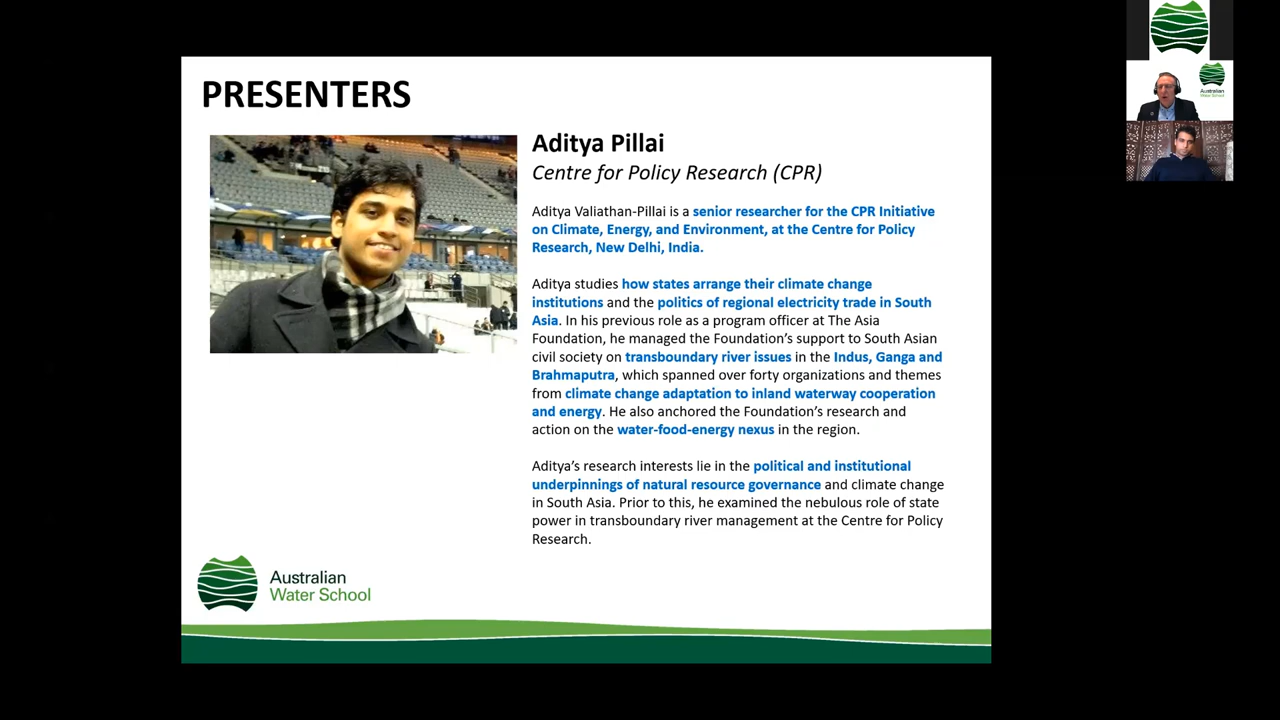 PRESENTERS
Aditya Pillai
Centre for Policy Research (CPR)
Aditya Valiathan-Pillai is a senior researcher for the CPR Initiative
on Climate, Energy, and Environment, at the Centre for Policy
Research, New Delhi, India.
Aditya studies how states arrange their climate change
institutions and the politics of regional electricity trade in South
Asia. In his previous role as a program officer at The Asia
Foundation, he managed the Foundation’s support to South Asian
civil society on transboundary river issues in the Indus, Ganga and
Brahmaputra, which spanned over forty organizations and themes
from climate change adaptation to inland waterway cooperation
and energy. He also anchored the Foundation’s research and
action on the water-food-energy nexus in the region.
Aditya’s research interests lie in the political and institutional
underpinnings of natural resource governance and climate change
in South Asia. Prior to this, he examined the nebulous role of state
power in transboundary river management at the Centre for Policy
Research.
Australian
Water School
Australian
Water School